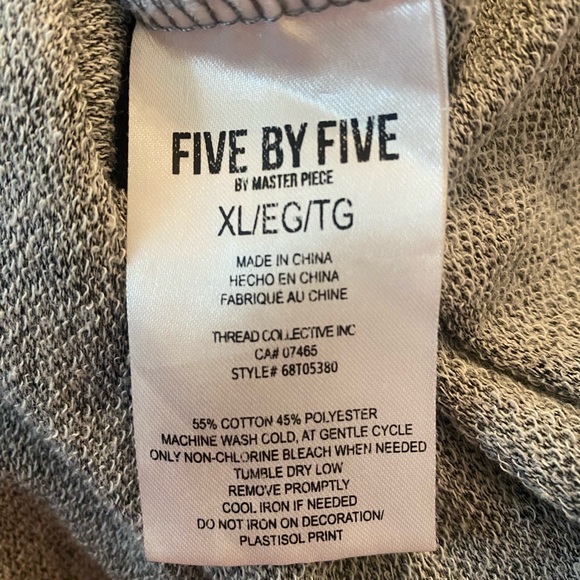 FIVE BY FIVE
BY MASTER PIECE
XL/EG/TG
MADE IN CHINA
HECHO EN CHINA
FABRIQUÉ AU CHINE
THREAD COLLECTIVE INC
CA# 07465
STYLE# 68T05380
55% COTTON 45% POLYESTER
MACHINE WASH COLD, AT GENTLE CYCLE
ONLY NON-CHLORINE BLEACH WHEN NEEDED
TUMBLE DRY LOW
REMOVE PROMPTLY
COOL IRON IF NEEDED
DO NOT IRON ON DECORATION/
PLASTISOL PRINT